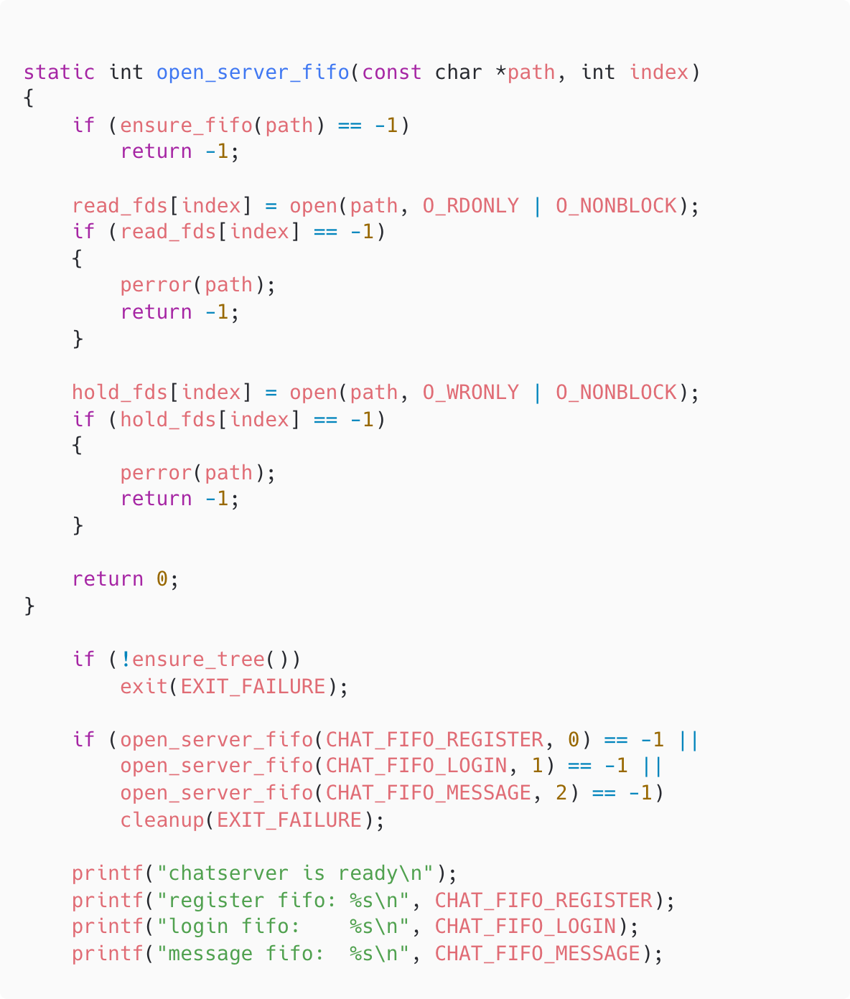 static int open_server_fifo(const char *path, int index)
{
    if (ensure_fifo(path) == -1)
        return -1;

    read_fds[index] = open(path, O_RDONLY | O_NONBLOCK);
    if (read_fds[index] == -1)
    {
        perror(path);
        return -1;
    }

    hold_fds[index] = open(path, O_WRONLY | O_NONBLOCK);
    if (hold_fds[index] == -1)
    {
        perror(path);
        return -1;
    }

    return 0;
}

    if (!ensure_tree())
        exit(EXIT_FAILURE);

    if (open_server_fifo(CHAT_FIFO_REGISTER, 0) == -1 ||
        open_server_fifo(CHAT_FIFO_LOGIN, 1) == -1 ||
        open_server_fifo(CHAT_FIFO_MESSAGE, 2) == -1)
        cleanup(EXIT_FAILURE);

    printf("chatserver is ready\n");
    printf("register fifo: %s\n", CHAT_FIFO_REGISTER);
    printf("login fifo:    %s\n", CHAT_FIFO_LOGIN);
    printf("message fifo:  %s\n", CHAT_FIFO_MESSAGE);